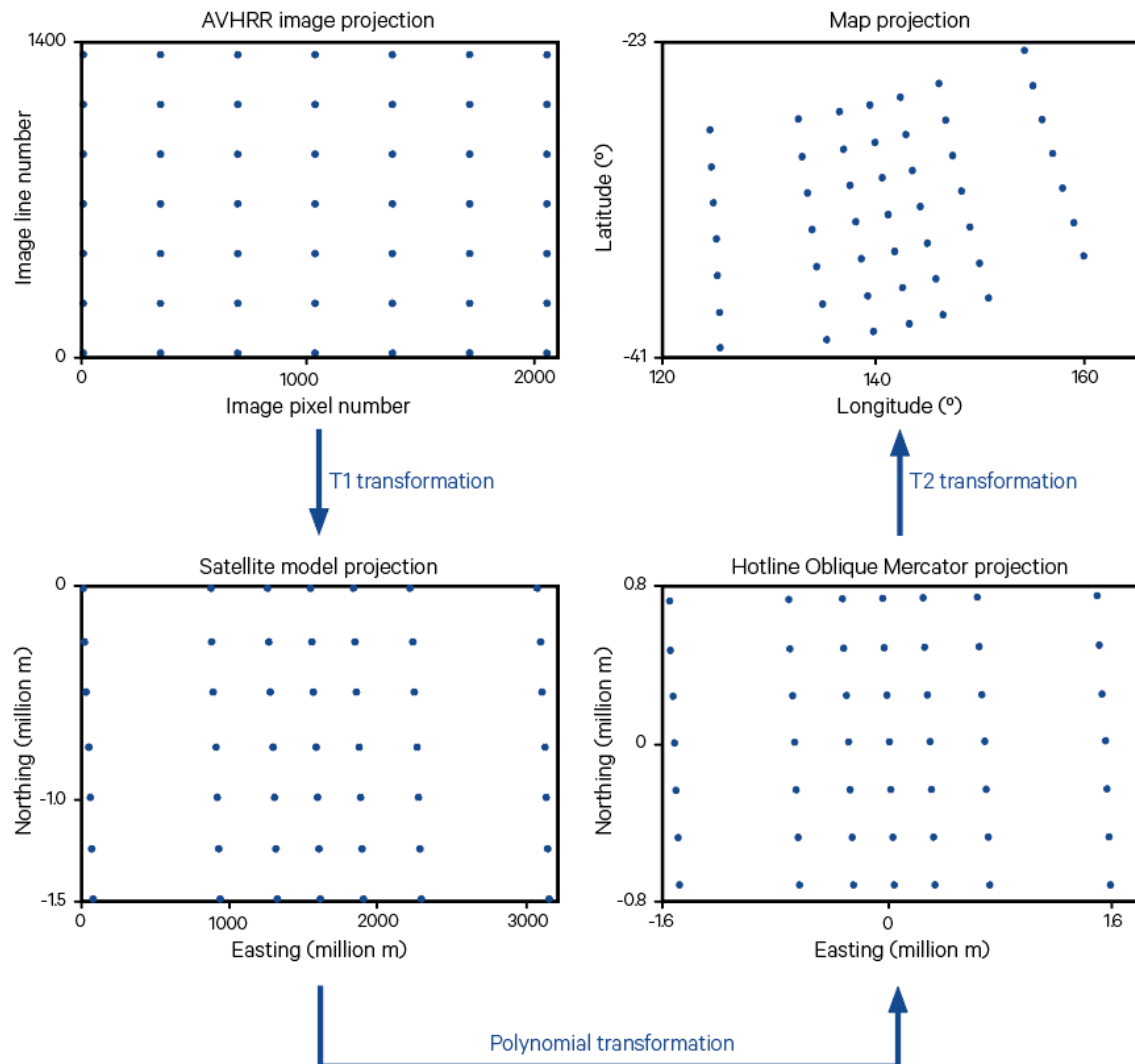 AVHRR image projection
1400
Image line number
0
0 1000 2000
Image pixel number
Map projection
-23
Latitude (º)
-41
120 140 160
Longitude (º)
T1 transformation
T2 transformation
Satellite model projection
0
Northing (million m)
-1.0
-1.5
0 1000 2000 3000
Easting (million m)
Hotline Oblique Mercator projection
0.8
Northing (million m)
0
-0.8
-1.6 0 1.6
Easting (million m)
Polynomial transformation